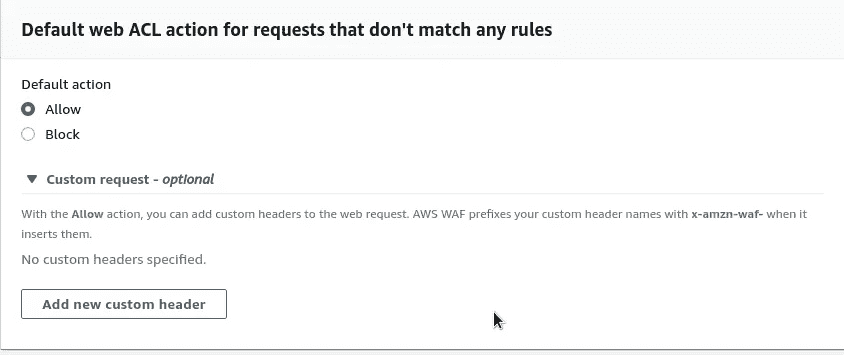 Default web ACL action for requests that don't match any rules
Default action
Allow
Block
Custom request - optional
With the Allow action, you can add custom headers to the web request. AWS WAF prefixes your custom header names with x-amzn-waf- when it
inserts them.
No custom headers specified.
Add new custom header